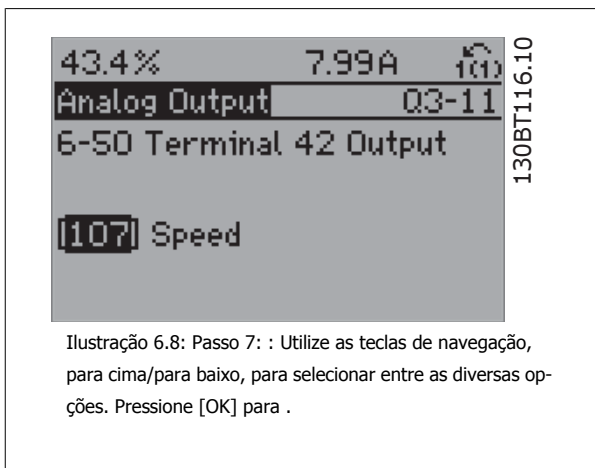 43.4% 7.99A 1(1)
Analog Output Q3-11
6-50 Terminal 42 Output
[107] Speed
130BT116.10
Ilustração 6.8: Passo 7: : Utilize as teclas de navegação,
para cima/para baixo, para selecionar entre as diversas op-
ções. Pressione [OK] para .